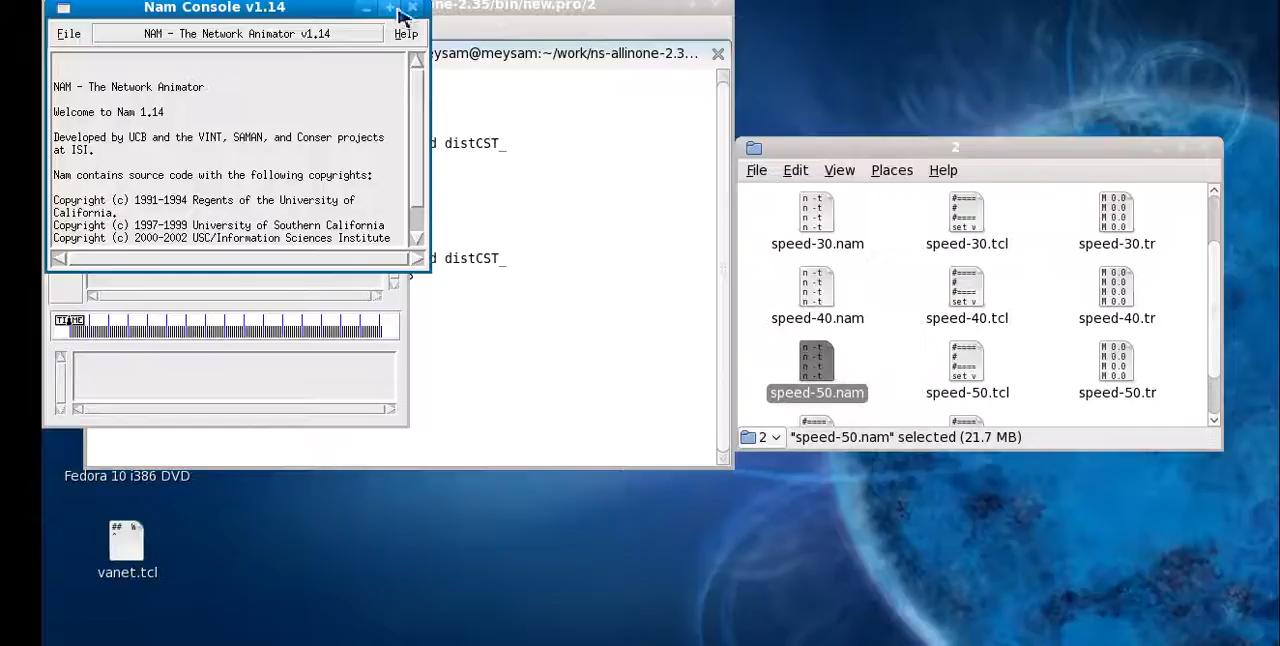 Nam Console v1.14
File
NAM - The Network Animator v1.14
Help
NAM - The Network Animator
Welcome to Nam 1.14
Developed by UCB and the VINT, SAMAN, and Conser projects
at ISI.
Nam contains source code with the following copyrights:
Copyright (c) 1991-1994 Regents of the University of
California.
Copyright (c) 1997-1999 University of Southern California
Copyright (c) 2000-2002 USC/Information Sciences Institute
TIME
ne-2.35/bin/new.pro/2
eysam@meysam:~/work/ns-allinone-2.3...
d distCST_
d distCST_
2
File Edit View Places Help
speed-30.nam speed-30.tcl speed-30.tr
speed-40.nam speed-40.tcl speed-40.tr
speed-50.nam speed-50.tcl speed-50.tr
2 "speed-50.nam" selected (21.7 MB)
Fedora 10 i386 DVD
vanet.tcl